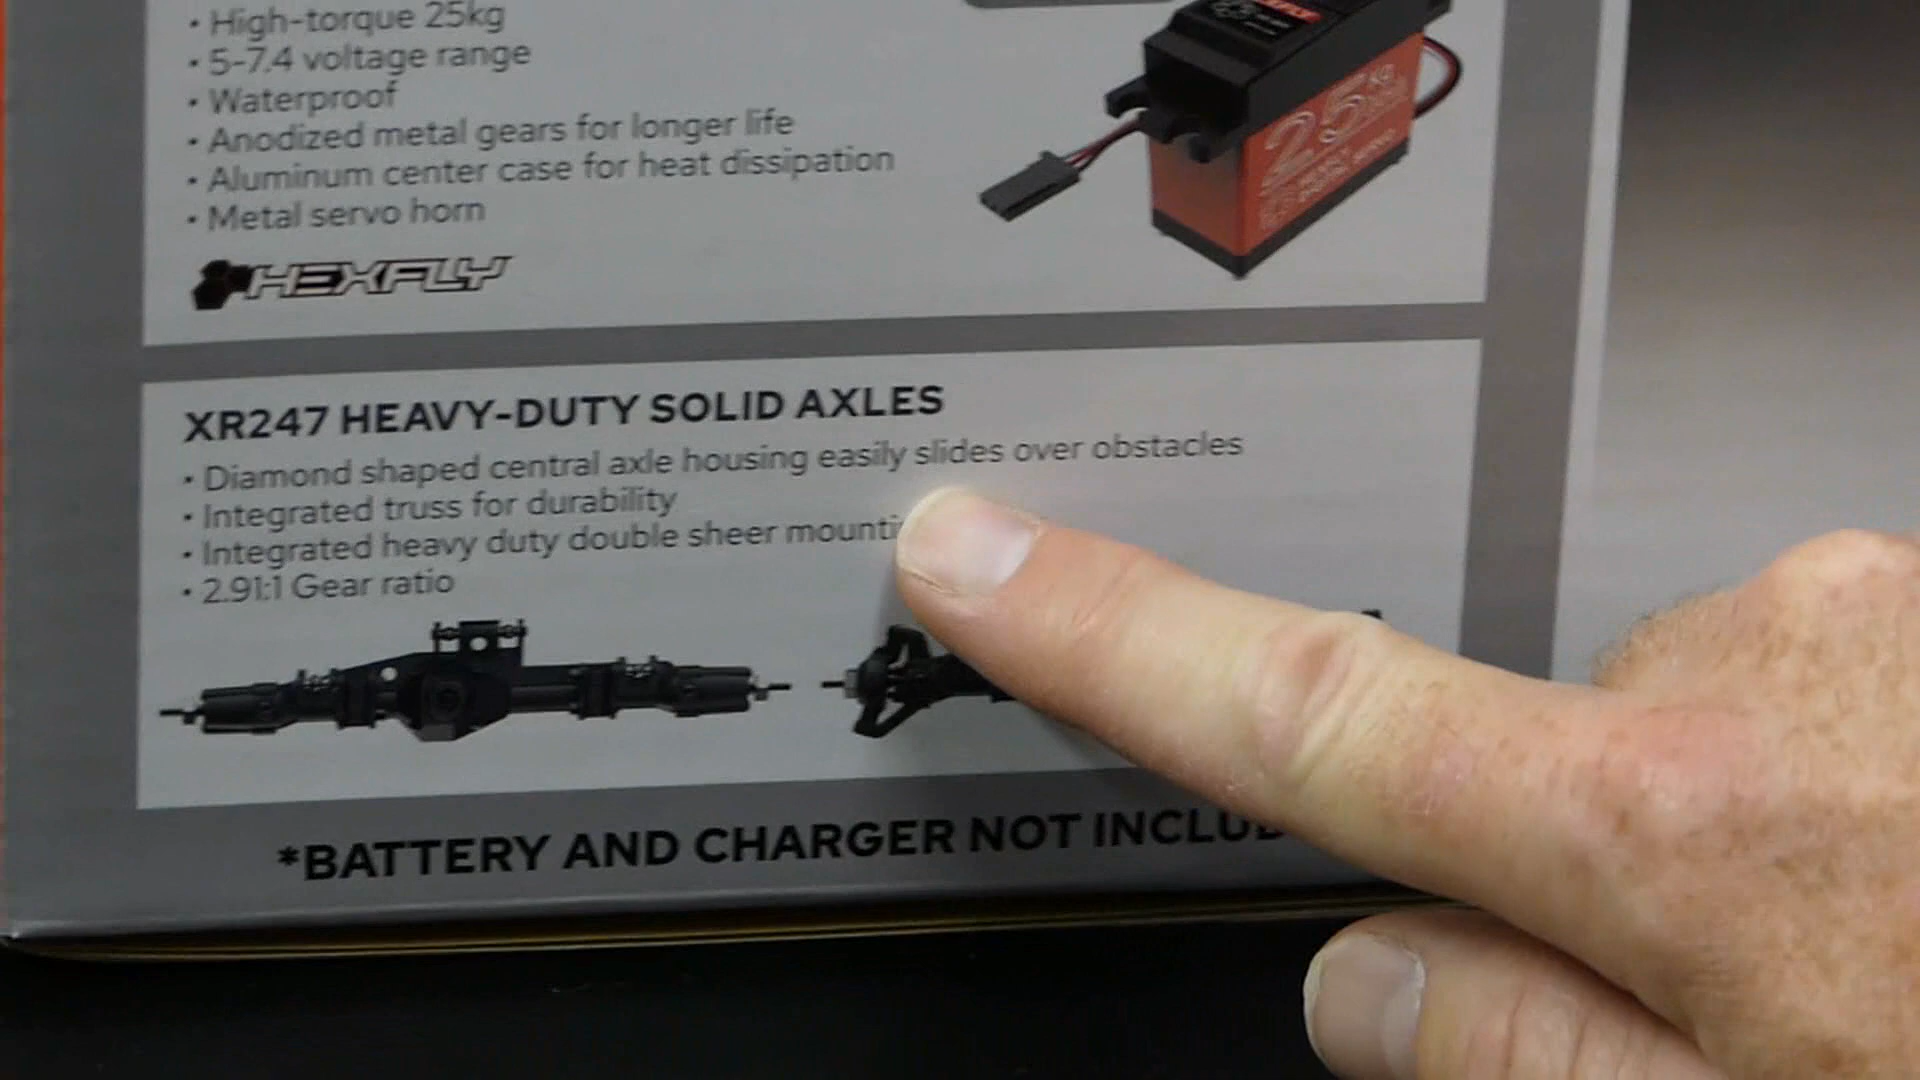 • High-torque 25kg
• 5-7.4 voltage range
• Waterproof
• Anodized metal gears for longer life
• Aluminum center case for heat dissipation
• Metal servo horn
HEXFLY
25KG
XR247 HEAVY-DUTY SOLID AXLES
• Diamond shaped central axle housing easily slides over obstacles
• Integrated truss for durability
• Integrated heavy duty double sheer mounti
• 2.91:1 Gear ratio
*BATTERY AND CHARGER NOT INCLUD